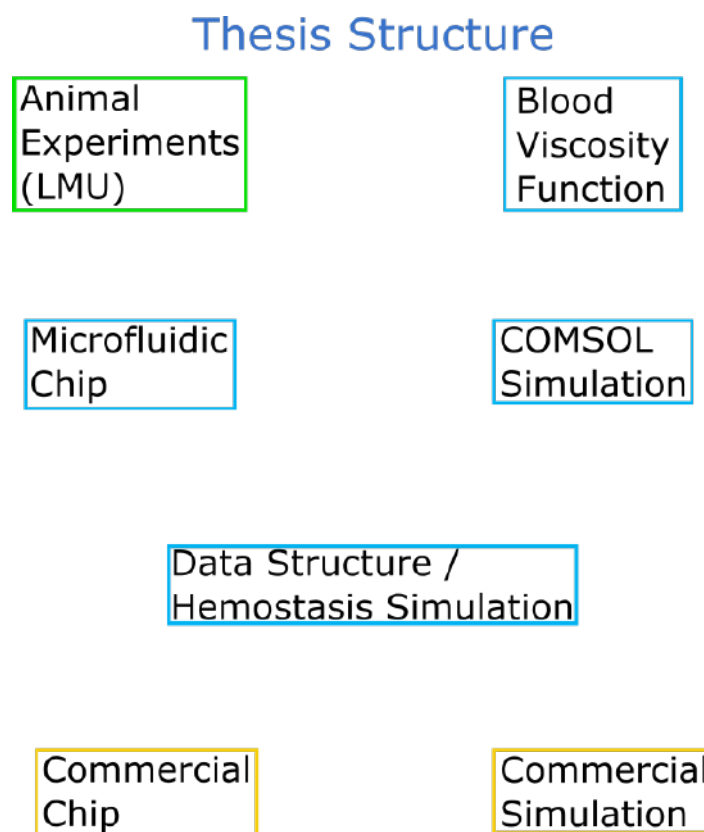 Thesis Structure
Animal
Experiments
(LMU)
Blood
Viscosity
Function
Microfluidic
Chip
COMSOL
Simulation
Data Structure /
Hemostasis Simulation
Commercial
Chip
Commercial
Simulation